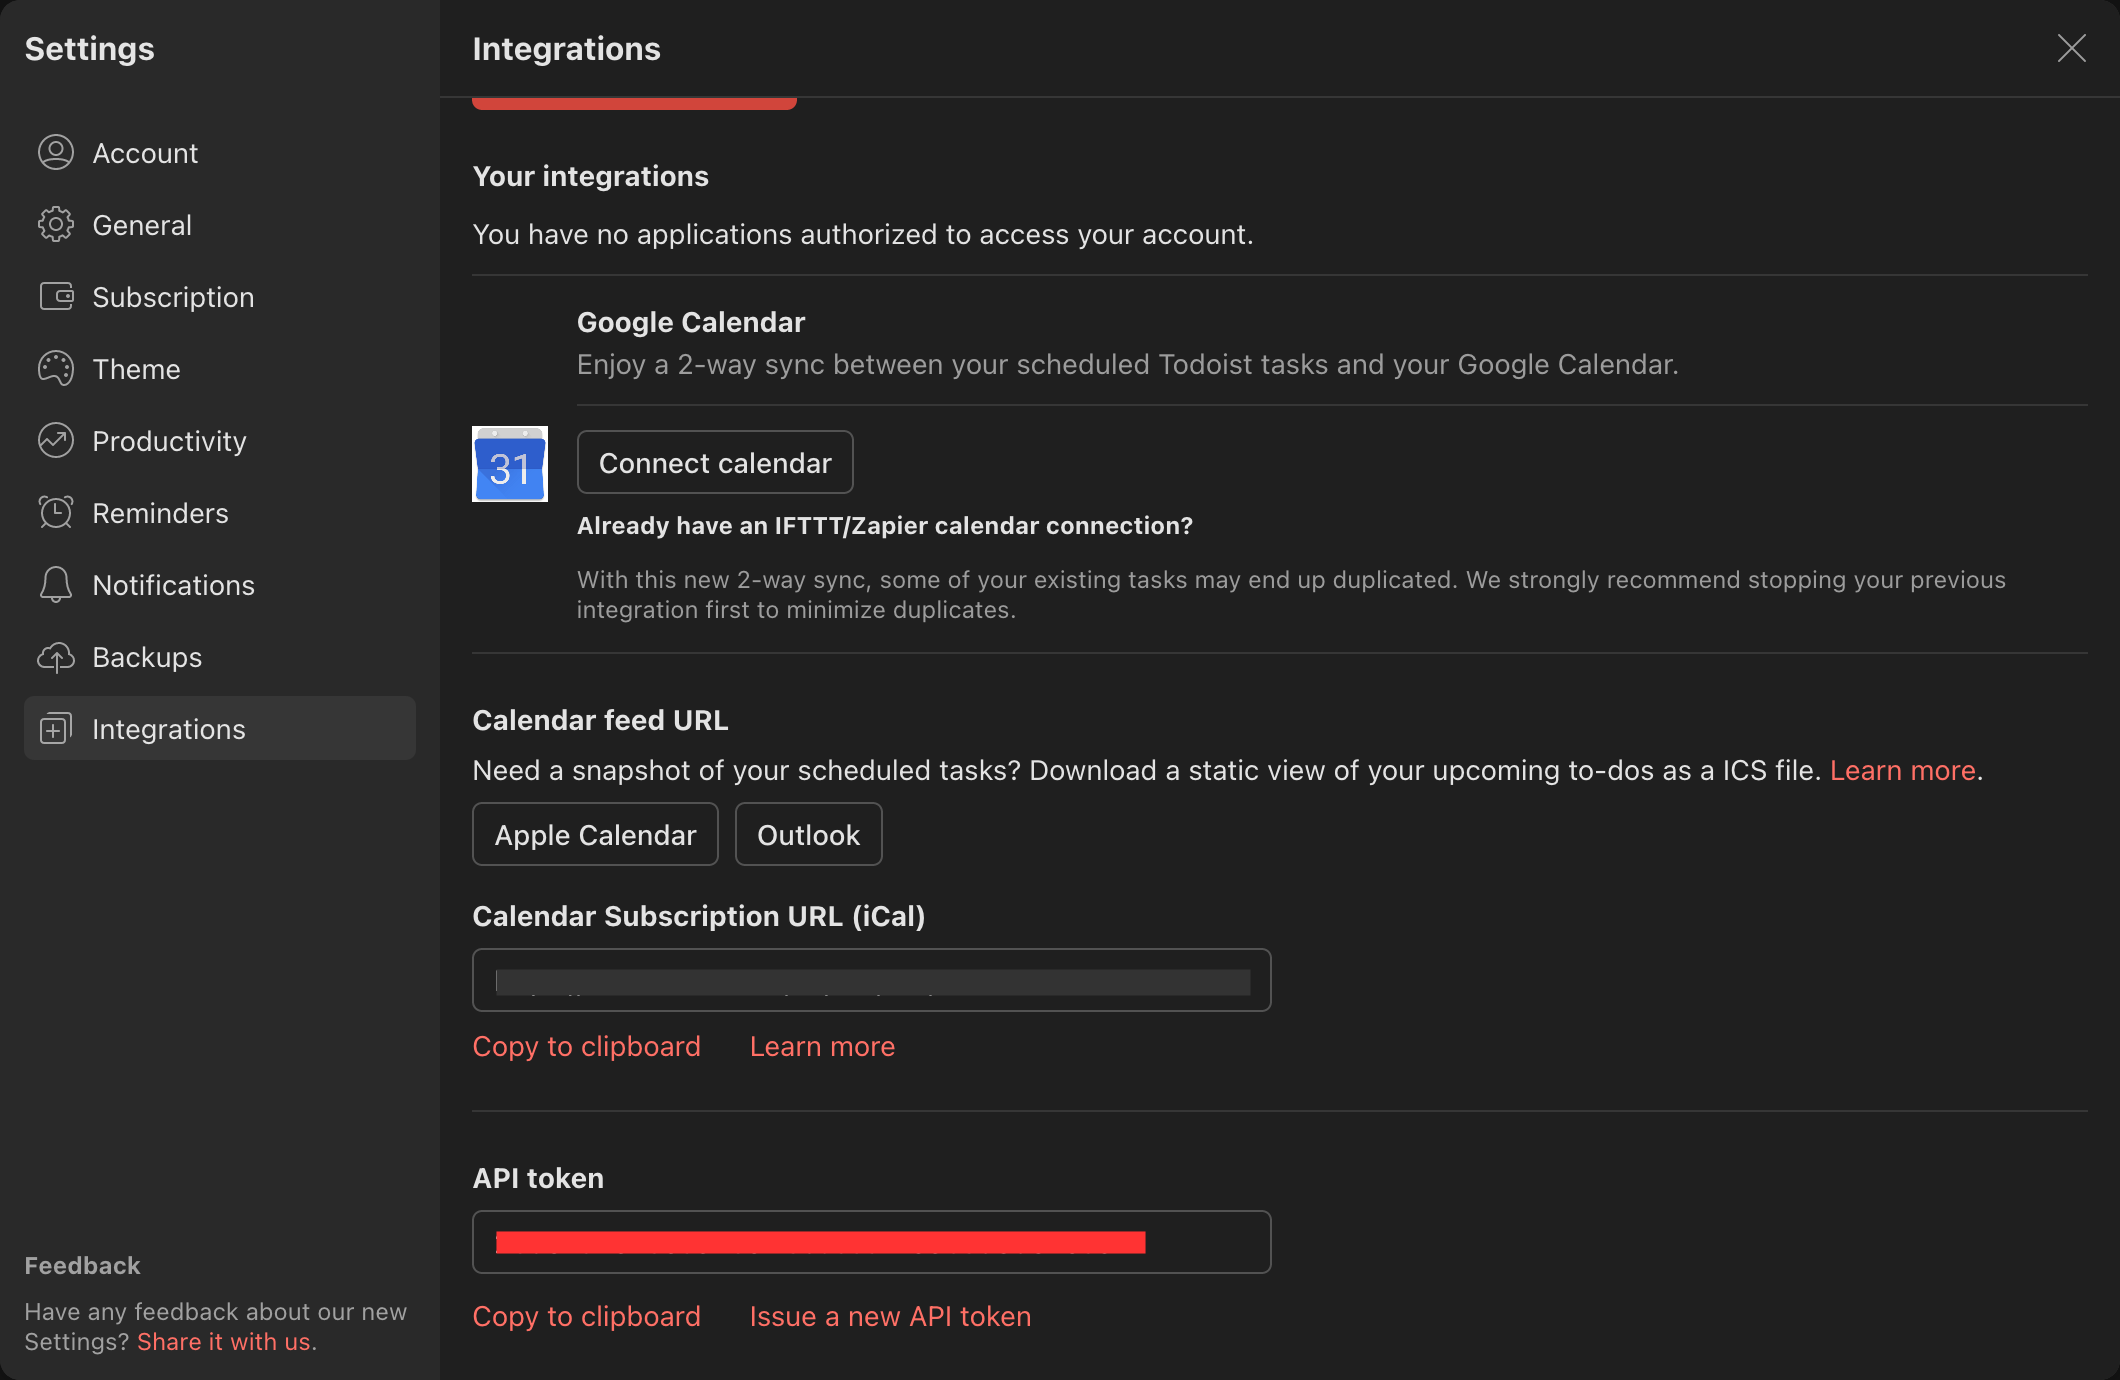 Settings
Account
General
Subscription
Theme
Productivity
Reminders
Notifications
Backups
Integrations
Feedback
Have any feedback about our new
Settings? Share it with us.
Integrations
Your integrations
You have no applications authorized to access your account.
Google Calendar
Enjoy a 2-way sync between your scheduled Todoist tasks and your Google Calendar.
31
Connect calendar
Already have an IFTTT/Zapier calendar connection?
With this new 2-way sync, some of your existing tasks may end up duplicated. We strongly recommend stopping your previous
integration first to minimize duplicates.
Calendar feed URL
Need a snapshot of your scheduled tasks? Download a static view of your upcoming to-dos as a ICS file. Learn more.
Apple Calendar Outlook
Calendar Subscription URL (iCal)
Copy to clipboard Learn more
API token
Copy to clipboard Issue a new API token